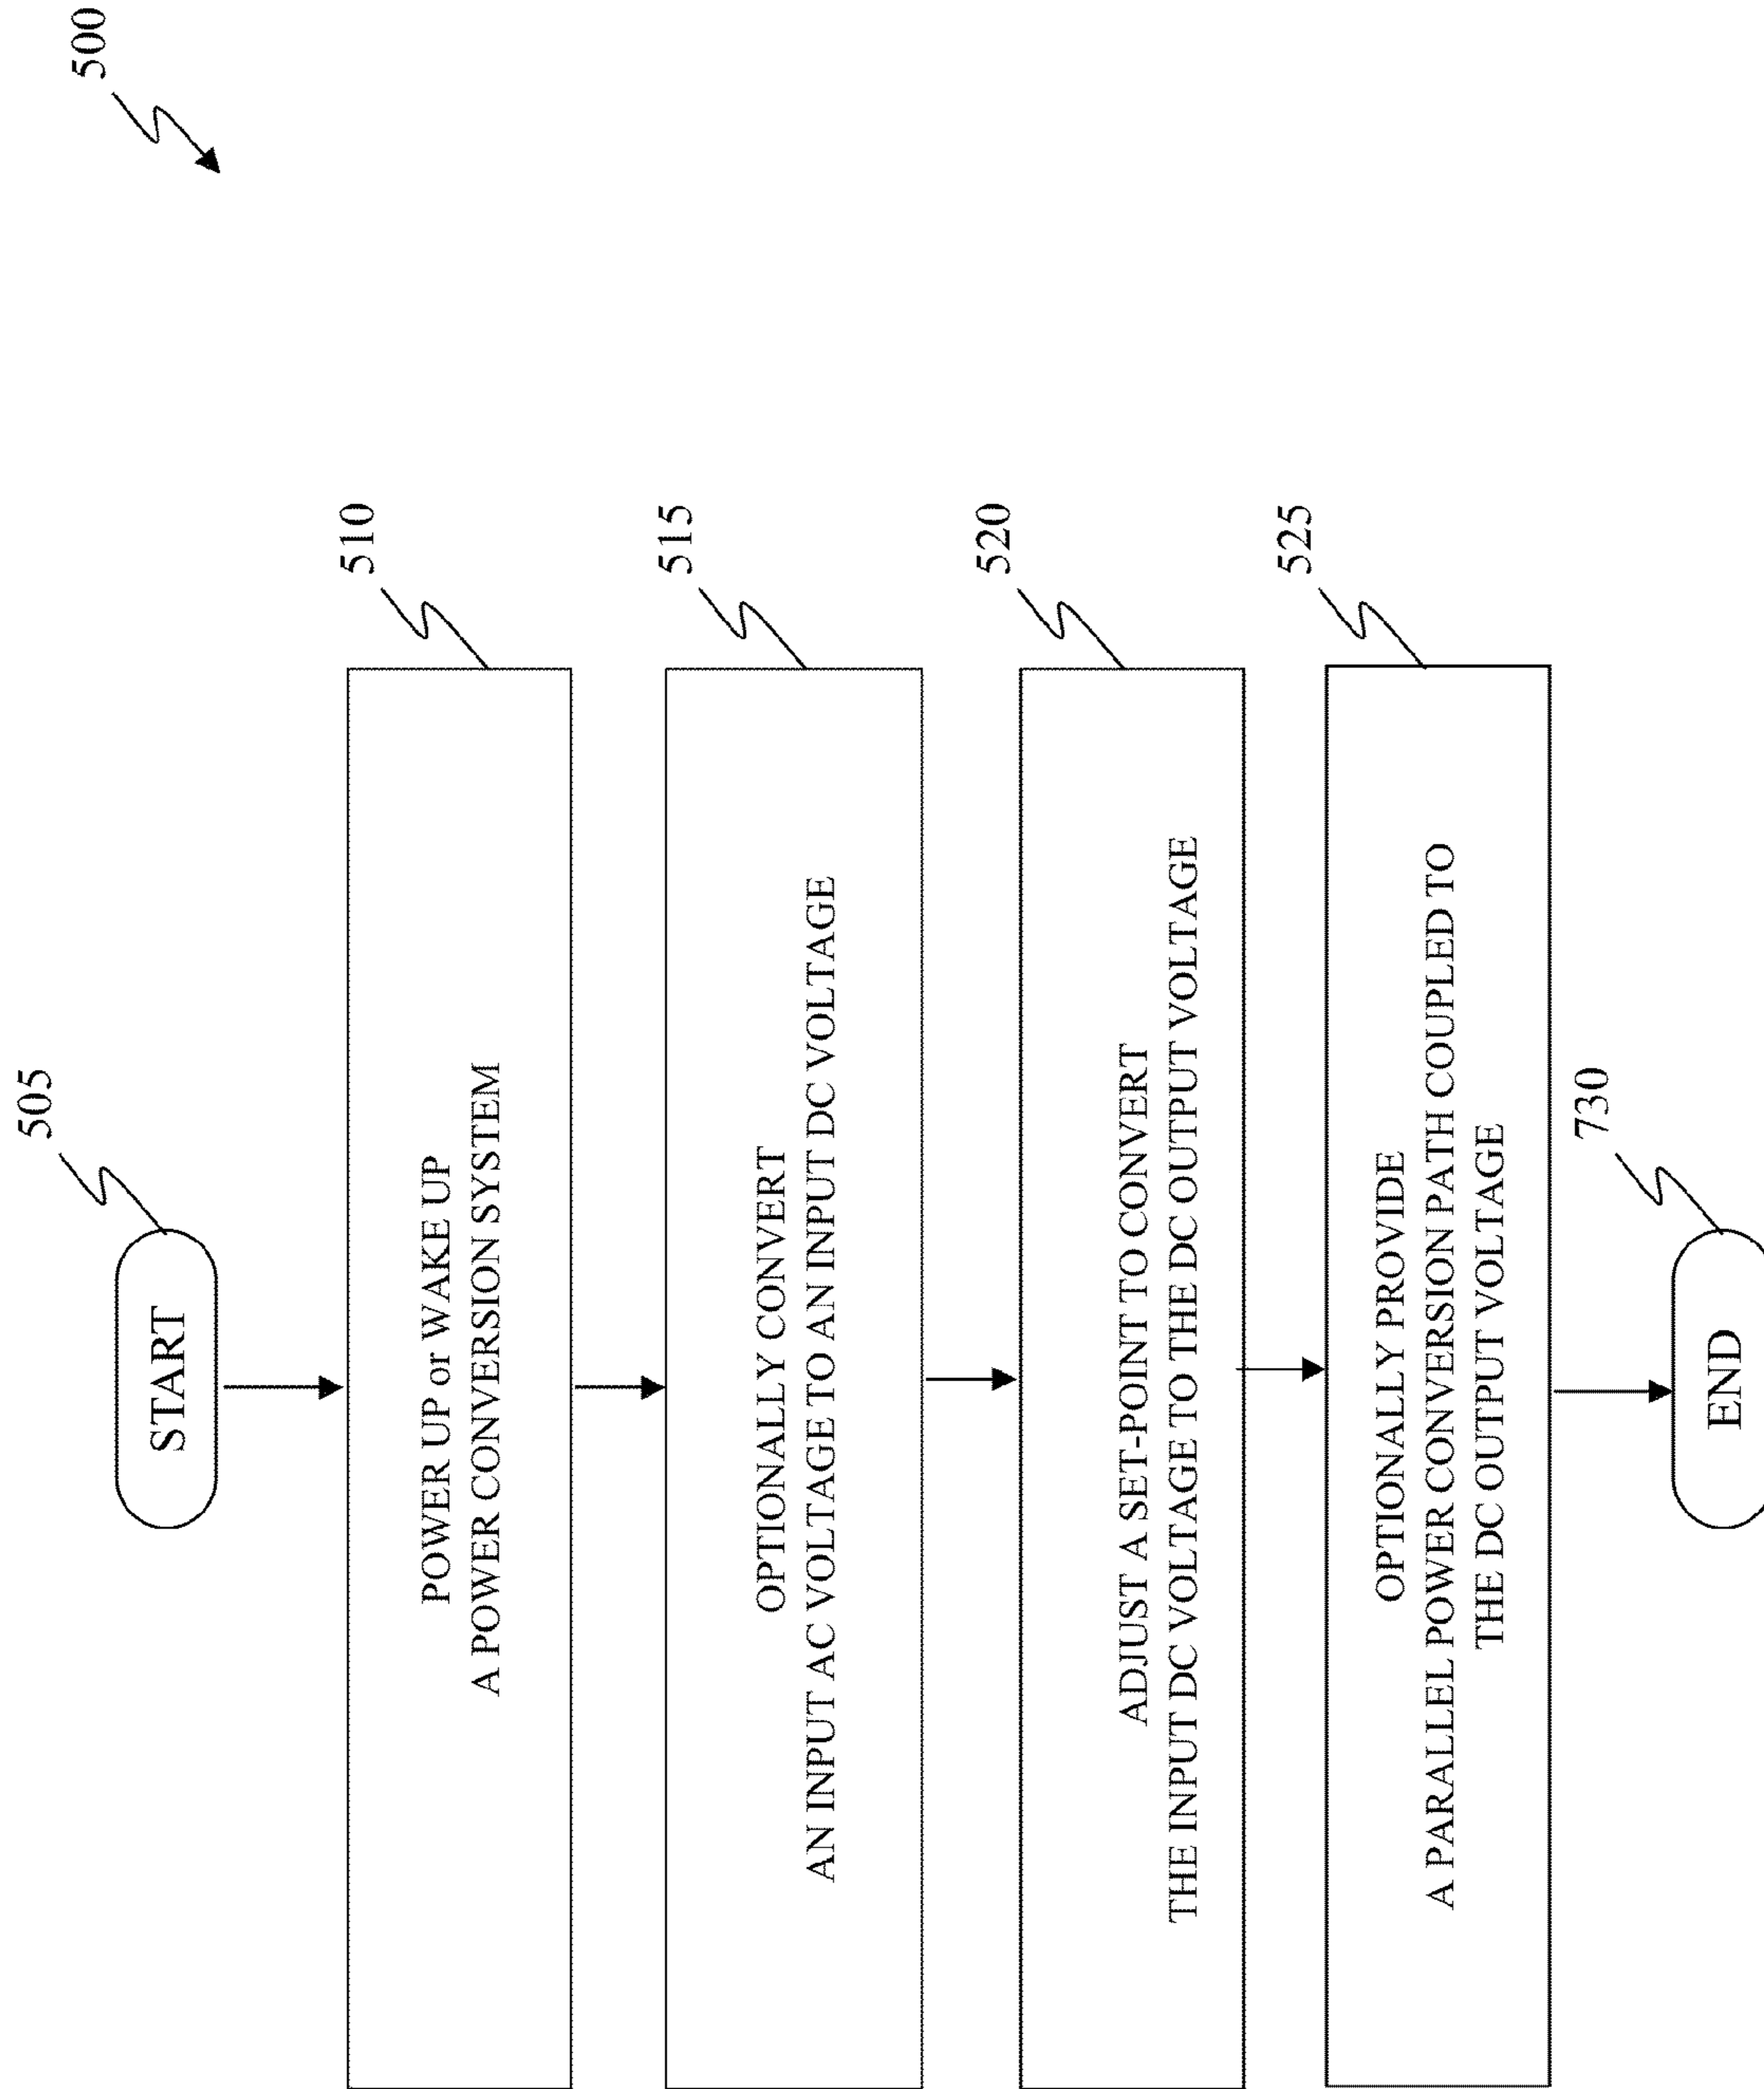 500
505
START
510
POWER UP or WAKE UP
A POWER CONVERSION SYSTEM
515
OPTIONALLY CONVERT
AN INPUT AC VOLTAGE TO AN INPUT DC VOLTAGE
520
ADJUST A SET-POINT TO CONVERT
THE INPUT DC VOLTAGE TO THE DC OUTPUT VOLTAGE
525
OPTIONALLY PROVIDE
A PARALLEL POWER CONVERSION PATH COUPLED TO
THE DC OUTPUT VOLTAGE
730
END